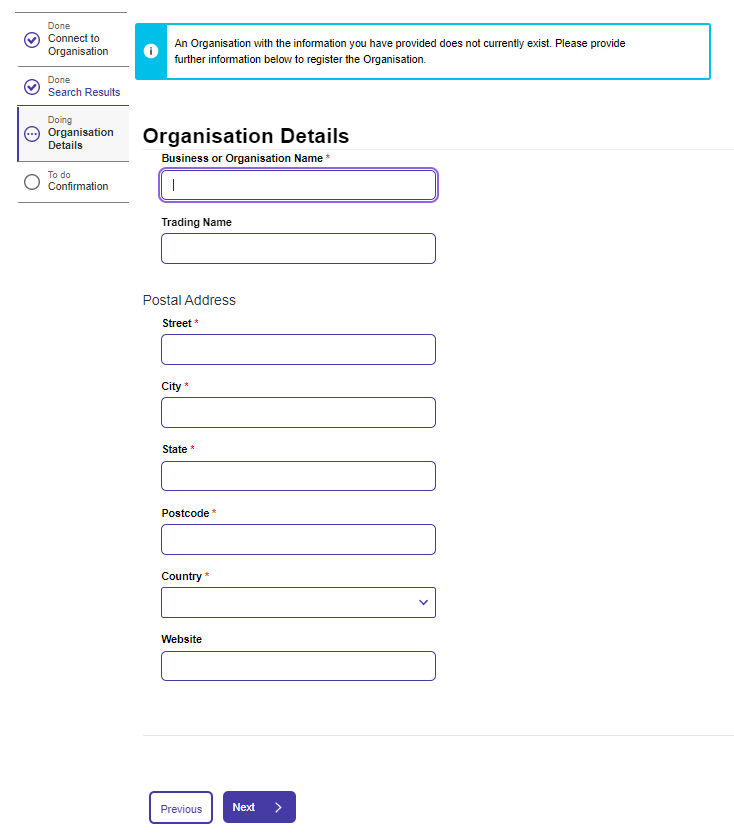 Done
Connect to
Organisation
Done
Search Results
Doing
Organisation
Details
To do
Confirmation
An Organisation with the information you have provided does not currently exist. Please provide
further information below to register the Organisation.
Organisation Details
Business or Organisation Name *
Trading Name
Postal Address
Street *
City *
State *
Postcode *
Country *
Website
Previous
Next